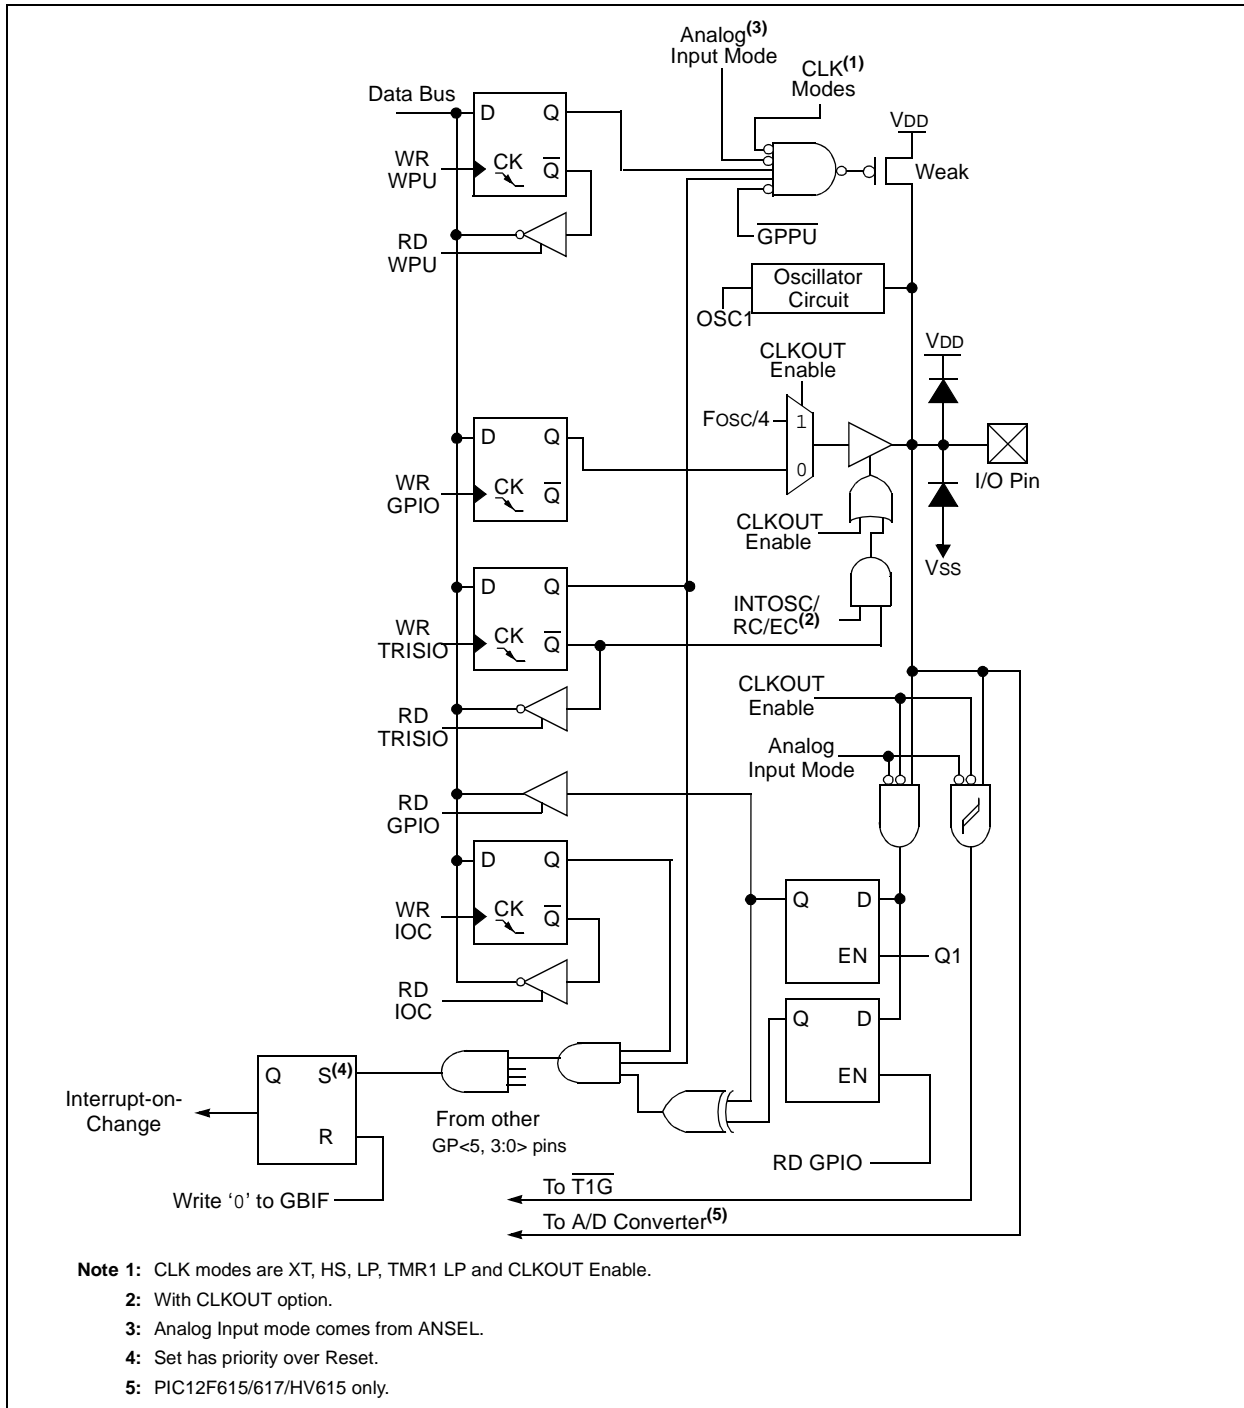 Analog(3)
Input Mode
CLK(1)
Modes
Data Bus
VDD
D Q
WR
WPU
CK Q
Weak
RD
WPU
GPPU
Oscillator
Circuit
OSC1
VDD
CLKOUT
Enable
FOSC/4
1
D Q
0
I/O Pin
WR
GPIO
CK Q
CLKOUT
Enable
VSS
D Q
INTOSC/
RC/EC(2)
WR
TRISIO
CK Q
CLKOUT
Enable
RD
TRISIO
Analog
Input Mode
RD
GPIO
D Q
Q D
WR
IOC
CK Q
EN
Q1
RD
IOC
Q D
EN
Q S(4)
Interrupt-on-
Change
R
From other
GP<5, 3:0> pins
RD GPIO
Write ‘0’ to GBIF
To T1G
To A/D Converter(5)
Note 1: CLK modes are XT, HS, LP, TMR1 LP and CLKOUT Enable.
2: With CLKOUT option.
3: Analog Input mode comes from ANSEL.
4: Set has priority over Reset.
5: PIC12F615/617/HV615 only.